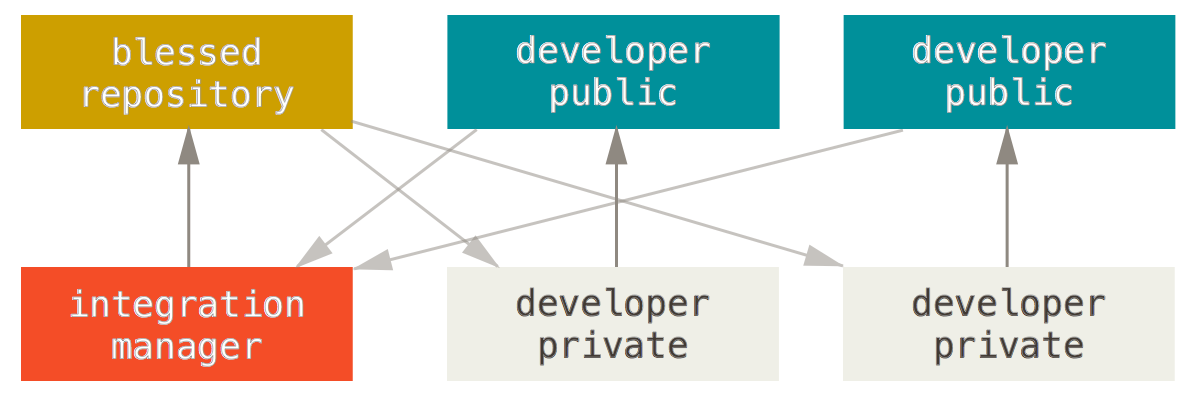 blessed
repository
developer
public
developer
public
integration
manager
developer
private
developer
private